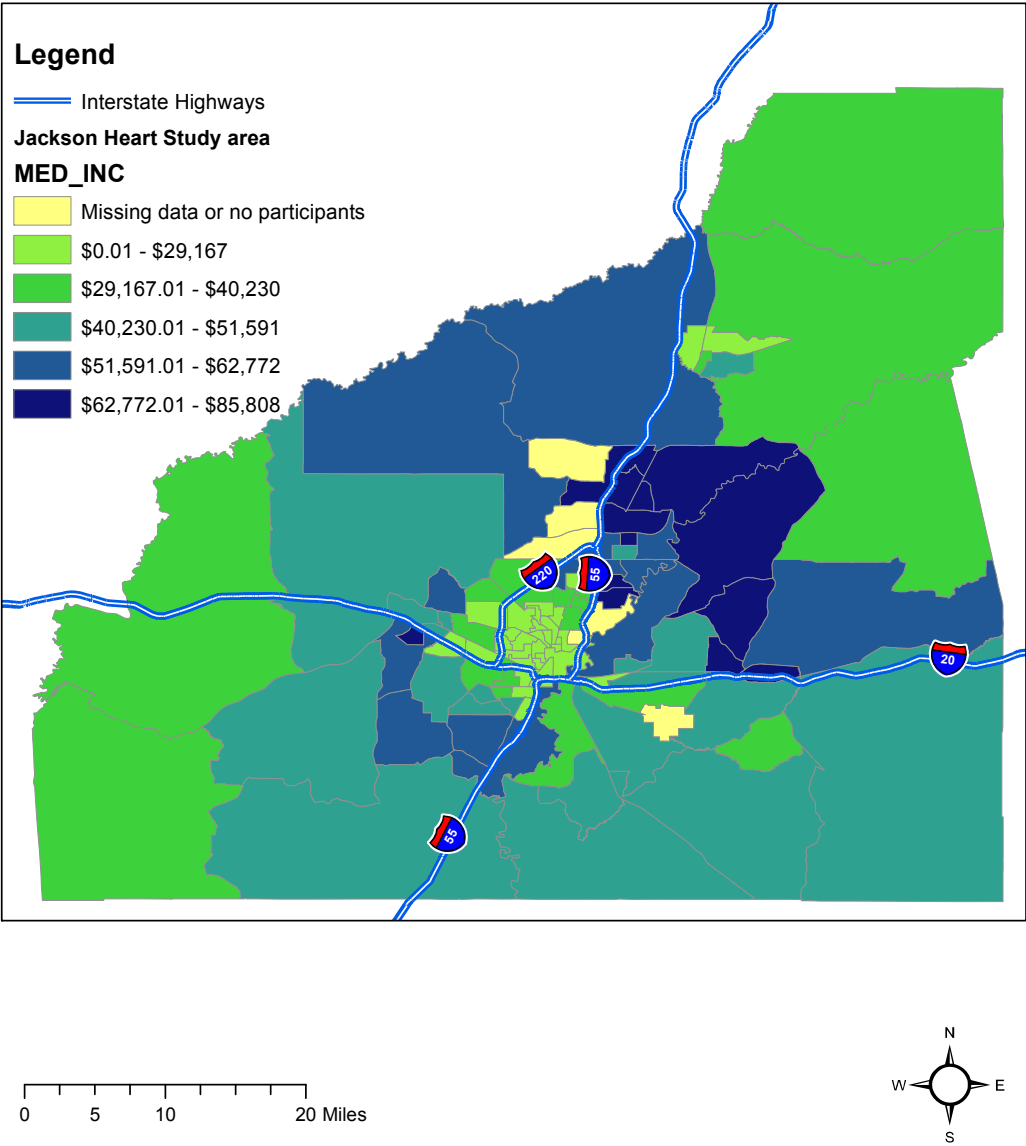 Legend
Interstate Highways
Jackson Heart Study area
MED_INC
Missing data or no participants
$0.01 - $29,167
$29,167.01 - $40,230
$40,230.01 - $51,591
$51,591.01 - $62,772
$62,772.01 - $85,808
220
55
20
55
N
W
E
S
0
5
10
20 Miles